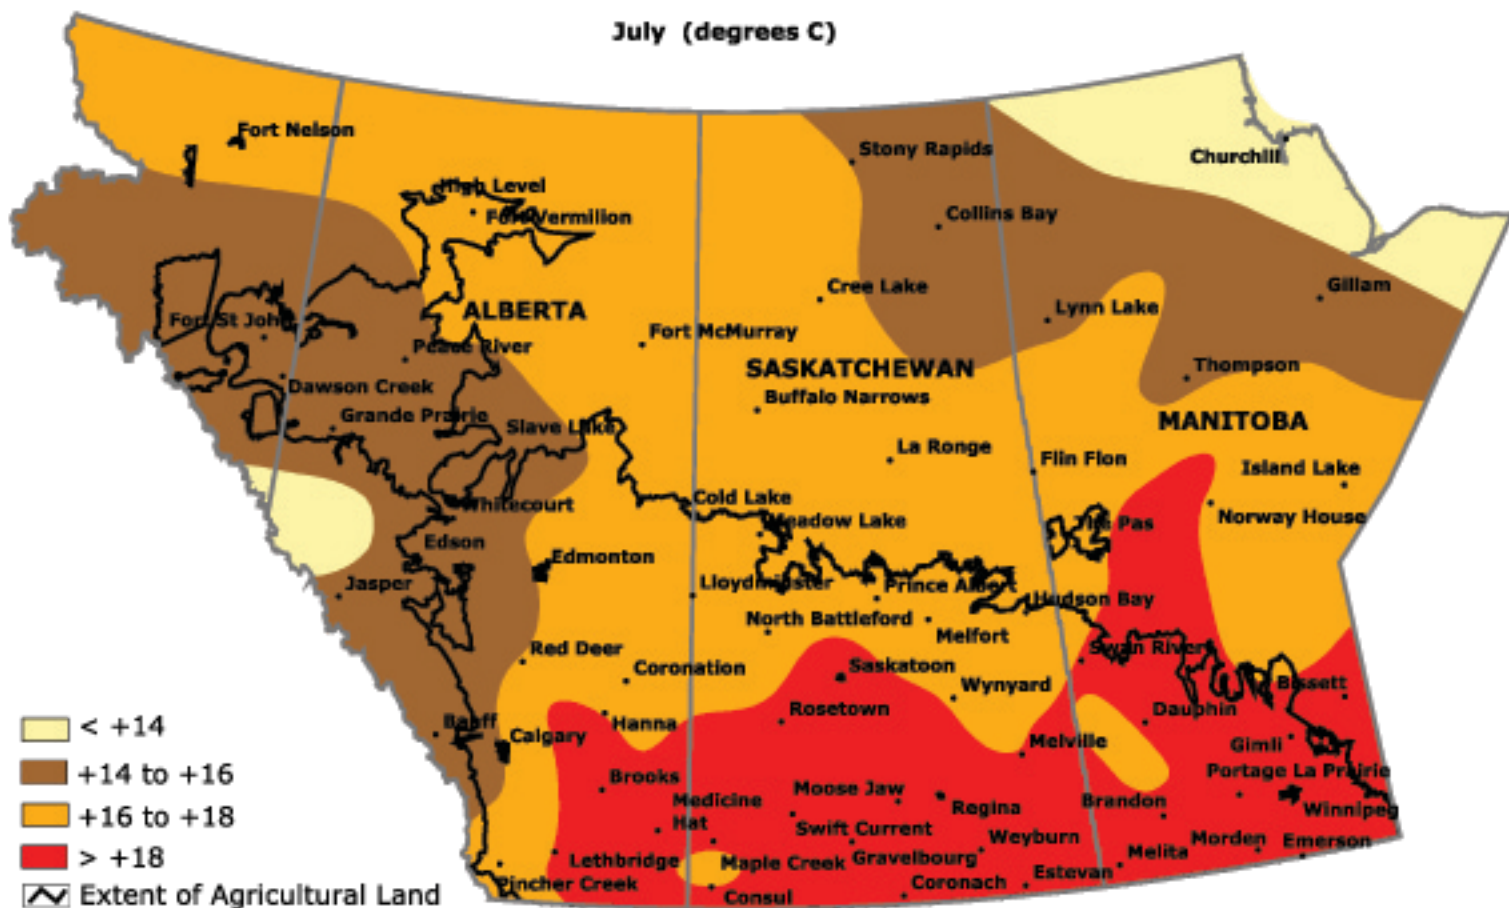 July (degrees C)
Fort Nelson
Stony Rapids
Churchill
High Level
Fort Vermilion
Collins Bay
Cree Lake
Gillam
ALBERTA
Lynn Lake
Fort St John
Fort McMurray
Peace River
SASKATCHEWAN
Thompson
Dawson Creek
Buffalo Narrows
Grande Prairie
MANITOBA
Slave Lake
La Ronge
Flin Flon
Island Lake
Cold Lake
Whitecourt
Meadow Lake
The Pas
Norway House
Edson
Edmonton
Jasper
Lloydminster
Prince Albert
Hudson Bay
North Battleford
Melfort
Red Deer
Swan River
Coronation
Saskatoon
Wynyard
Bissett
Rosetown
Dauphin
Banff
Hanna
Calgary
Melville
Gimli
Brooks
Portage La Prairie
Medicine
Hat
Moose Jaw
Regina
Brandon
Winnipeg
Swift Current
Weyburn
Morden
Emerson
Lethbridge
Maple Creek
Gravelbourg
Melita
Pincher Creek
Consul
Coronach
Estevan
< +14
+14 to +16
+16 to +18
> +18
Extent of Agricultural Land